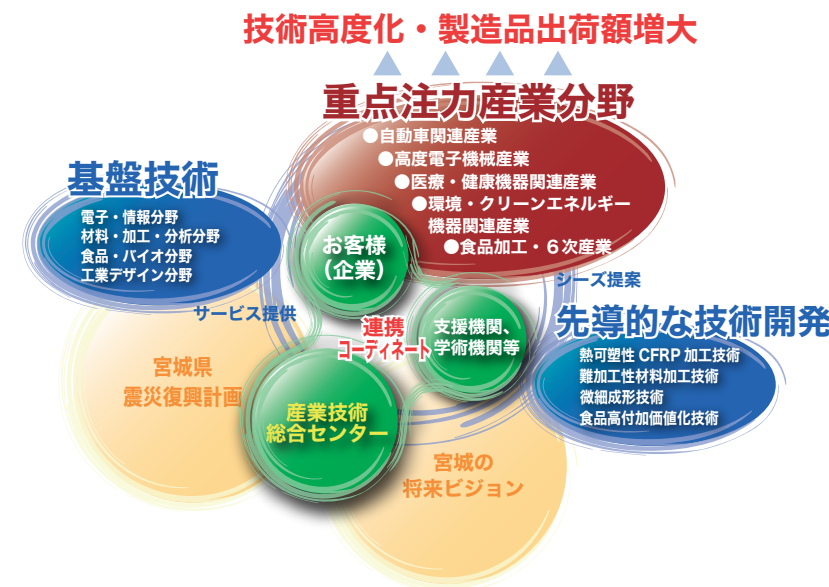 技術高度化・製造品出荷額増大
重点注力産業分野
●自動車関連産業
●高度電子機械産業
●医療・健康機器関連産業
●環境・クリーンエネルギー
機器関連産業
●食品加工・６次産業
基盤技術
電子・情報分野
材料・加工・分析分野
食品・バイオ分野
工業デザイン分野
お客様
（企業）
サービス提供
シーズ提案
連携
コーディネート
支援機関、
学術機関等
先導的な技術開発
熱可塑性 CFRP 加工技術
難加工性材料加工技術
微細成形技術
食品高付加価値化技術
宮城県
震災復興計画
産業技術
総合センター
宮城の
将来ビジョン